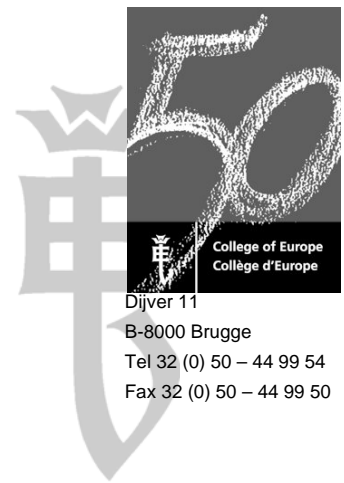 50
College of Europe
Collège d'Europe
Dijver 11
B-8000 Brugge
Tel 32 (0) 50 – 44 99 54
Fax 32 (0) 50 – 44 99 50